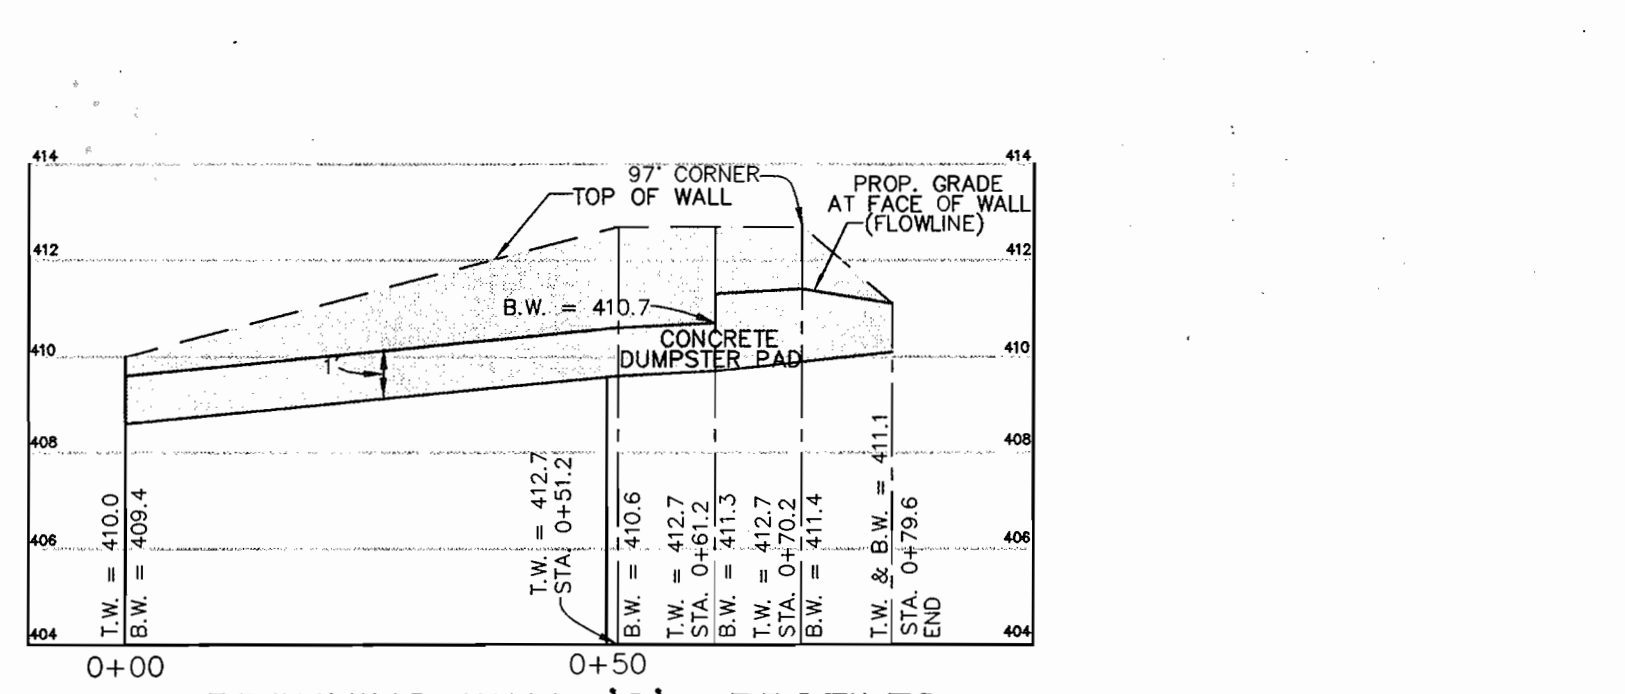 414
414
97° CORNER
TOP OF WALL
PROP. GRADE
AT FACE OF WALL
(FLOWLINE)
412
412
B.W. = 410.7
CONCRETE
DUMPSTER PAD
410
410
1'
408
408
406
406
404
404
T.W. = 410.0
B.W. = 409.4
T.W. = 412.7
STA. 0+51.2
B.W. = 410.6
T.W. = 412.7
STA. 0+61.2
B.W. = 411.3
T.W. = 412.7
STA. 0+70.2
B.W. = 411.4
T.W. & B.W. = 411.1
STA. 0+79.6
END
0+00
0+50